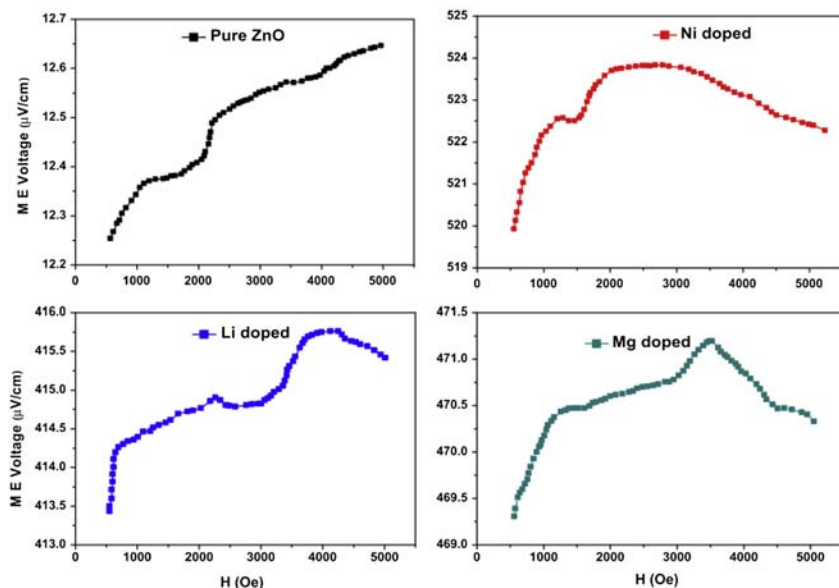 12.7
12.6
12.5
12.4
12.3
12.2
M E Voltage (μV/cm)
Pure ZnO
0 1000 2000 3000 4000 5000
525
524
523
522
521
520
519
Ni doped
0 1000 2000 3000 4000 5000
416.0
415.5
415.0
414.5
414.0
413.5
413.0
M E Voltage (μV/cm)
Li doped
0 1000 2000 3000 4000 5000
H (Oe)
471.5
471.0
470.5
470.0
469.5
469.0
Mg doped
0 1000 2000 3000 4000 5000
H (Oe)